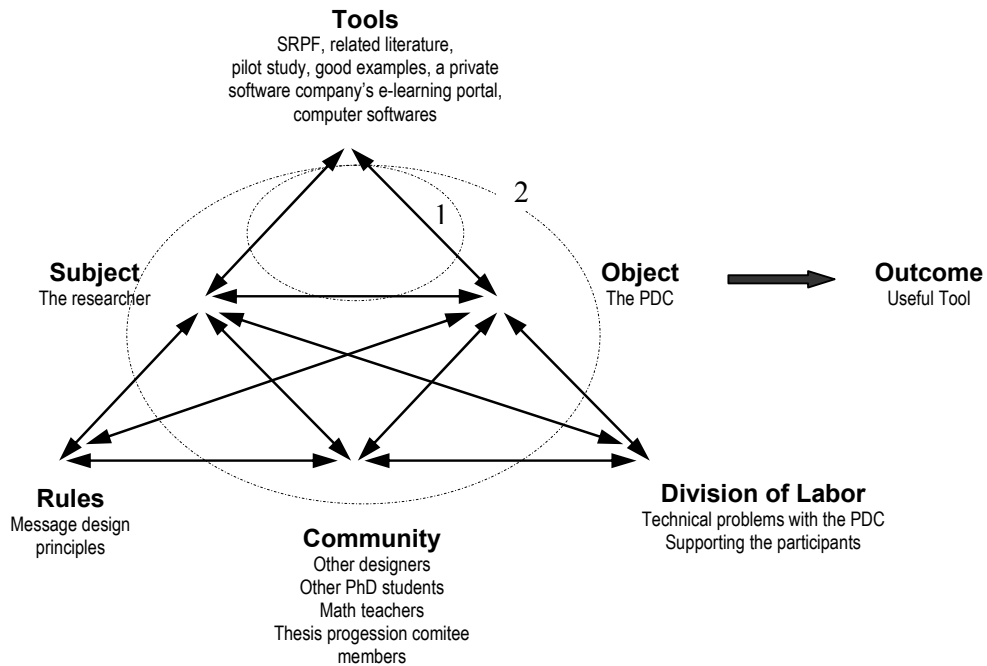 Tools
SRPF, related literature,
pilot study, good examples, a private
software company's e-learning portal,
computer softwares
2
1
Subject
The researcher
Object
The PDC
Outcome
Useful Tool
Rules
Message design
principles
Community
Other designers
Other PhD students
Math teachers
Thesis progession comitee
members
Division of Labor
Technical problems with the PDC
Supporting the participants